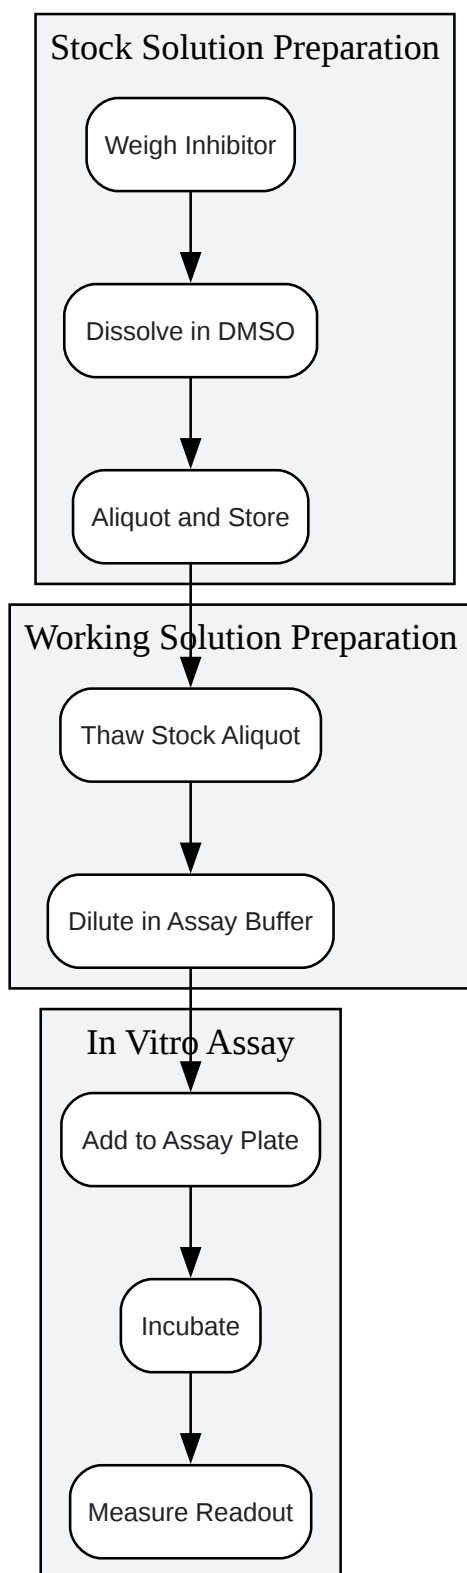 Stock Solution Preparation
Weigh Inhibitor
Dissolve in DMSO
Aliquot and Store
Working Solution Preparation
Thaw Stock Aliquot
Dilute in Assay Buffer
In Vitro Assay
Add to Assay Plate
Incubate
Measure Readout